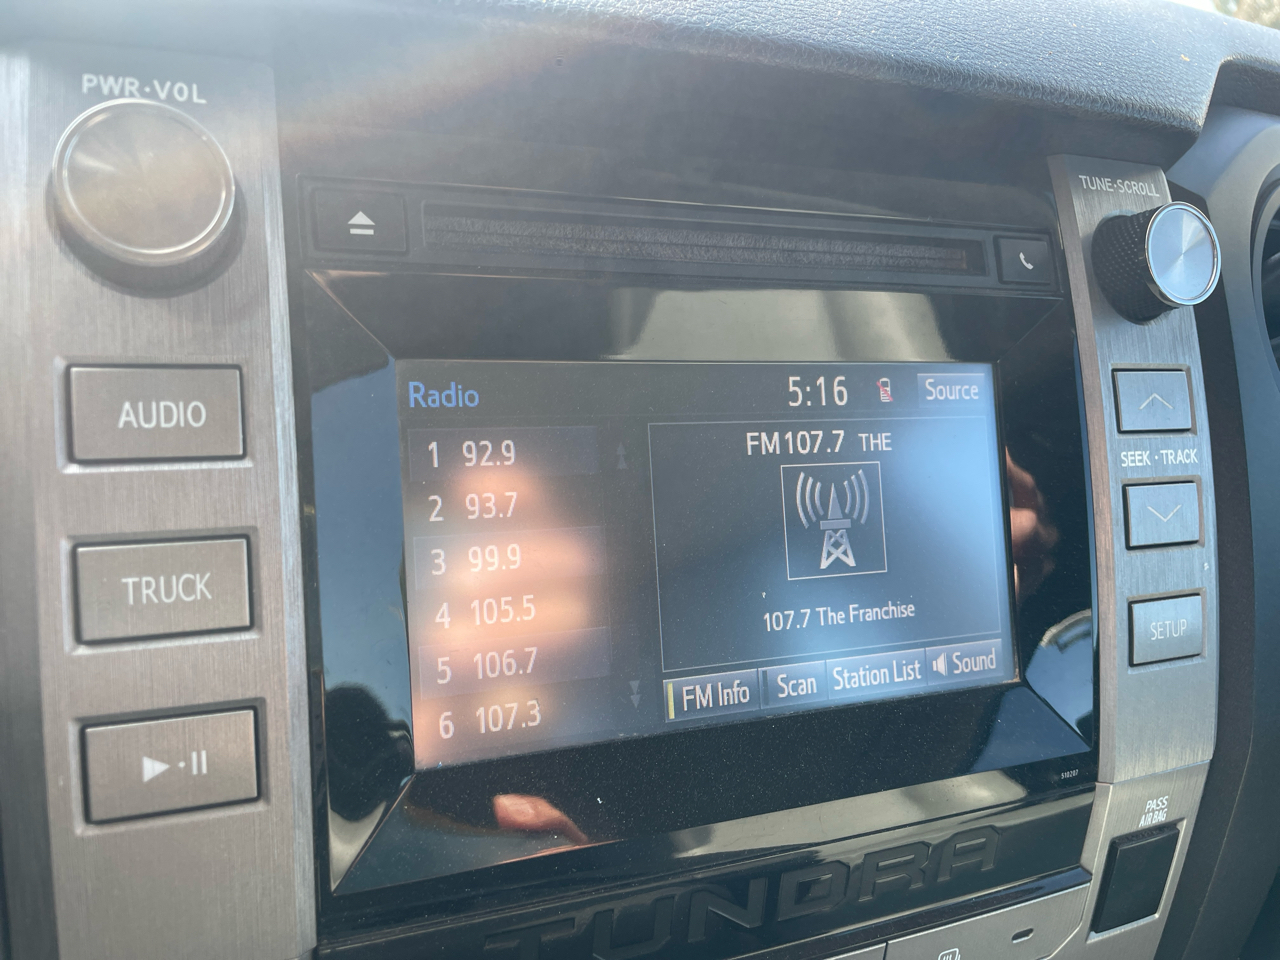 PWR·VOL
TUNE·SCROLL
AUDIO
TRUCK
Radio
5:16
Source
1 92.9
2 93.7
3 99.9
4 105.5
5 106.7
6 107.3
FM107.7 THE
107.7 The Franchise
FM Info
Scan
Station List
Sound
SEEK·TRACK
SETUP
510207
PASS
AIR BAG
TUNDRA